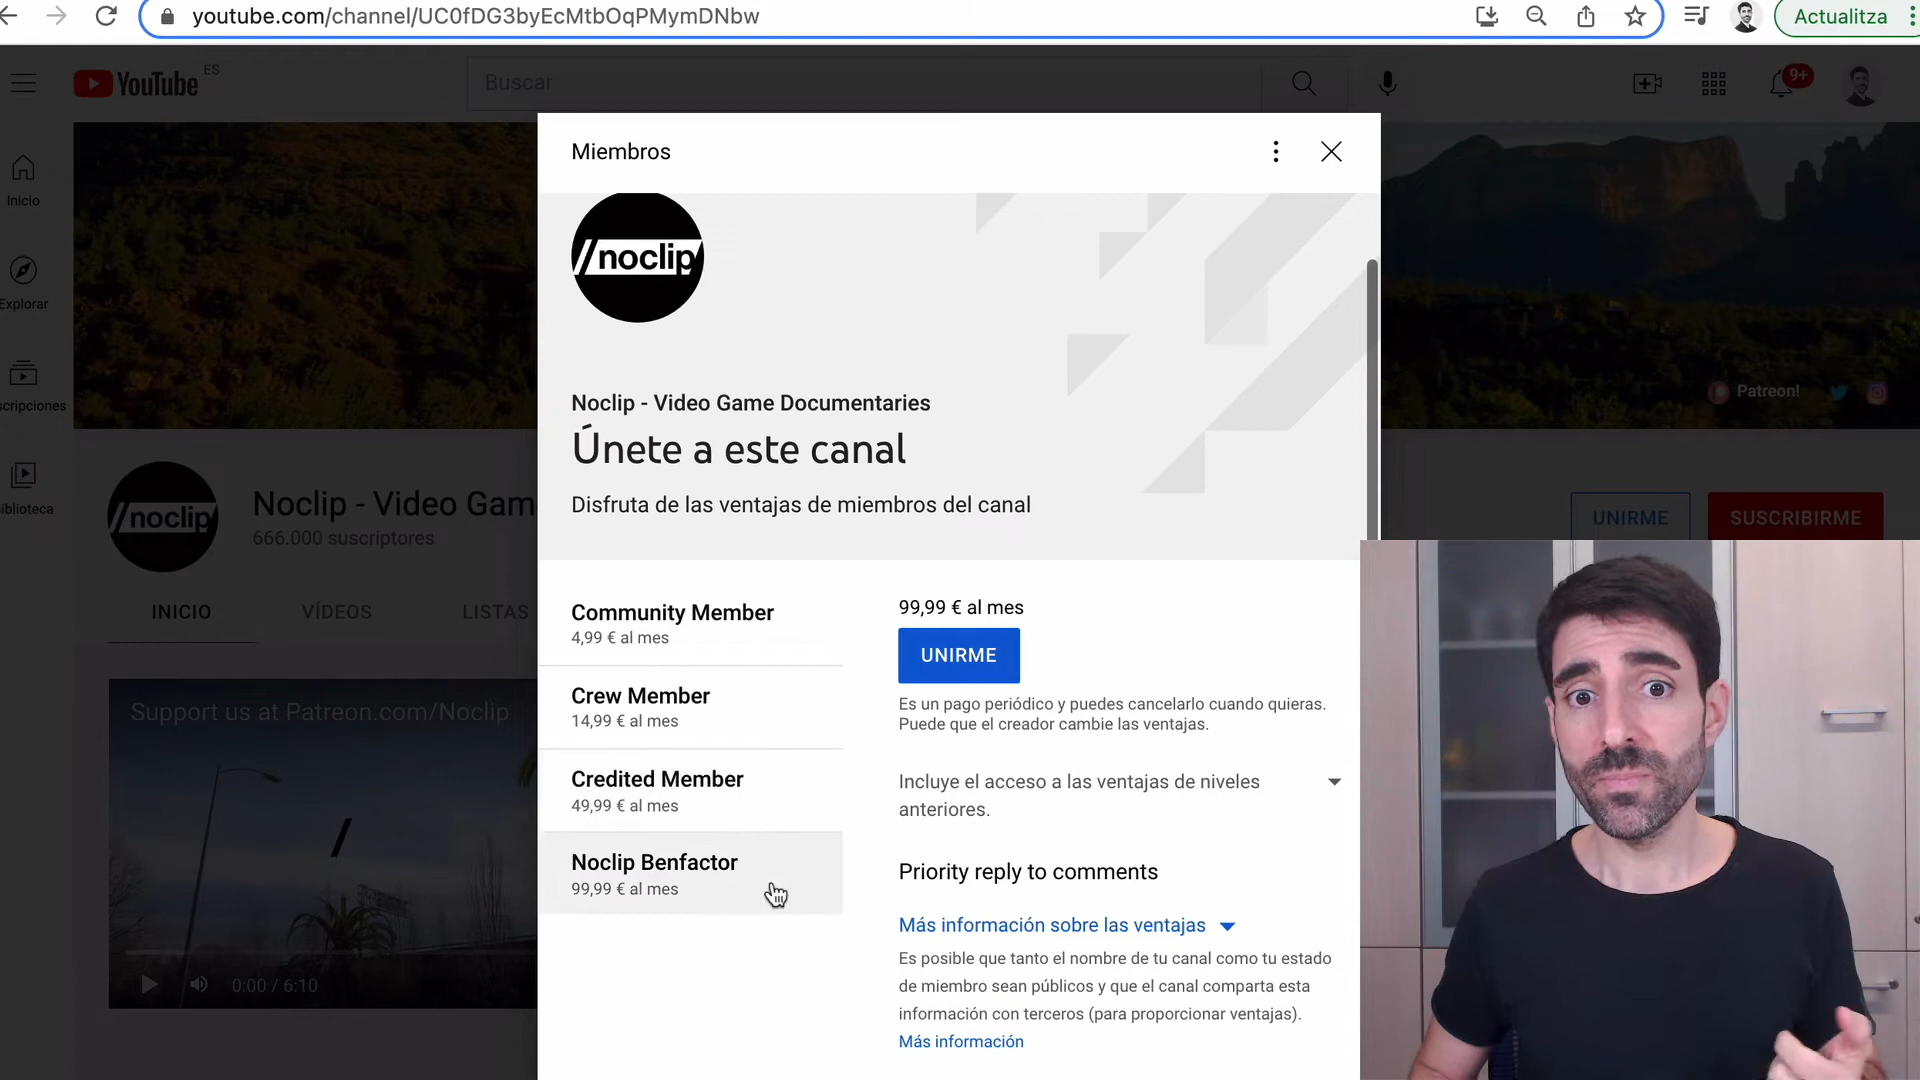 youtube.com/channel/UC0fDG3byEcMtbOqPMymDNbw
Actualitza
YouTube ES
Buscar
9+
Inicio
Explorar
scripciones
iblioteca
Patreon!
/noclip
Noclip - Video Gam
666.000 suscriptores
UNIRME
SUSCRIBIRME
INICIO
VÍDEOS
LISTAS
Support us at Patreon.com/Noclip
0:00 / 6:10
Miembros
/noclip
Noclip - Video Game Documentaries
Únete a este canal
Disfruta de las ventajas de miembros del canal
Community Member
4,99 € al mes
Crew Member
14,99 € al mes
Credited Member
49,99 € al mes
Noclip Benfactor
99,99 € al mes
99,99 € al mes
UNIRME
Es un pago periódico y puedes cancelarlo cuando quieras.
Puede que el creador cambie las ventajas.
Incluye el acceso a las ventajas de niveles
anteriores.
Priority reply to comments
Más información sobre las ventajas
Es posible que tanto el nombre de tu canal como tu estado
de miembro sean públicos y que el canal comparta esta
información con terceros (para proporcionar ventajas).
Más información